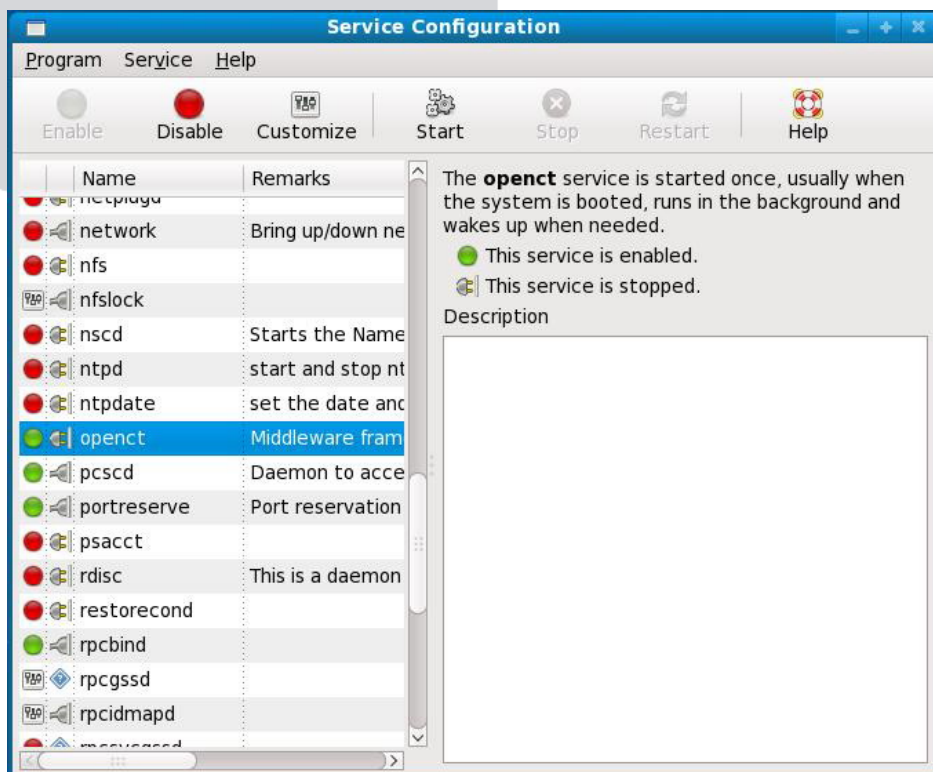 Service Configuration
Program Service Help
Enable Disable Customize Start Stop Restart Help
Name Remarks
netplugd
network Bring up/down ne
nfs
nfslock
nscd Starts the Name
ntpd start and stop nt
ntpdate set the date and
openct Middleware fram
pcscd Daemon to acce
portreserve Port reservation
psacct
rdisc This is a daemon
restorecond
rpcbind
rpcgssd
rpcidmapd
rpcsvcgssd
The openct service is started once, usually when
the system is booted, runs in the background and
wakes up when needed.
This service is enabled.
This service is stopped.
Description